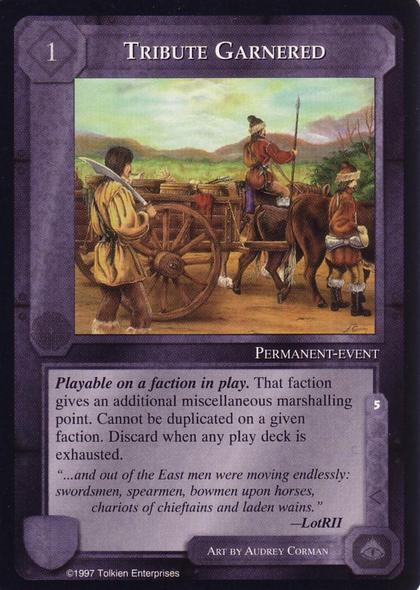 1
TRIBUTE GARNERED
PERMANENT-EVENT
Playable on a faction in play. That faction
gives an additional miscellaneous marshalling
point. Cannot be duplicated on a given
faction. Discard when any play deck is
exhausted.
5
“...and out of the East men were moving endlessly:
swordsmen, spearmen, bowmen upon horses,
chariots of chieftains and laden wains.”
—LotRII
ART BY AUDREY CORMAN
©1997 Tolkien Enterprises